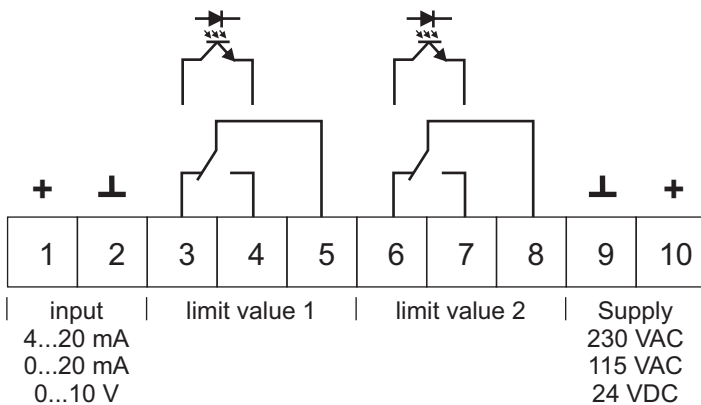 + ⊥ ⊥ +
1 2 3 4 5 6 7 8 9 10
input limit value 1 limit value 2 Supply
4...20 mA 230 VAC
0...20 mA 115 VAC
0...10 V 24 VDC